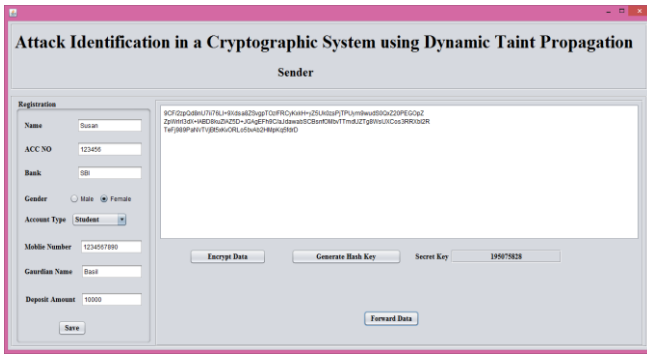 Attack Identification in a Cryptographic System using Dynamic Taint Propagation
Sender
Registration
Name Susan
ACC NO 123456
Bank SBI
Gender Male Female
Account Type Student
Moblie Number 1234567890
Gaurdian Name Basil
Deposit Amount 10000
Save
Encrypt Data Generate Hash Key Secret Key 195075828
Forward Data